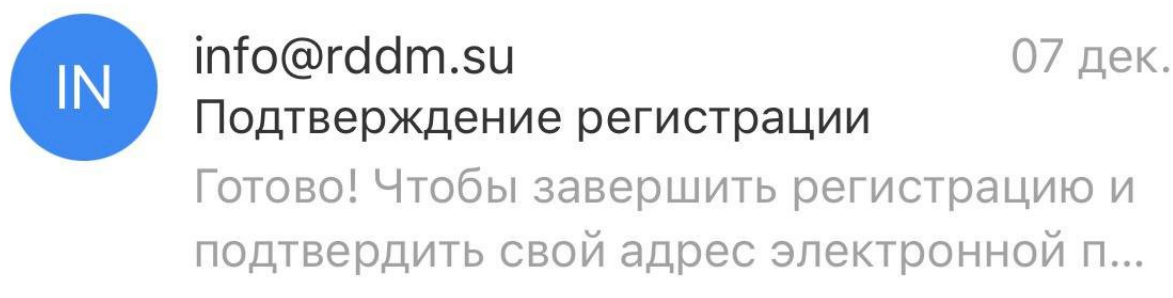 IN
info@rddm.su
07 дек.
Подтверждение регистрации
Готово! Чтобы завершить регистрацию и
подтвердить свой адрес электронной п...